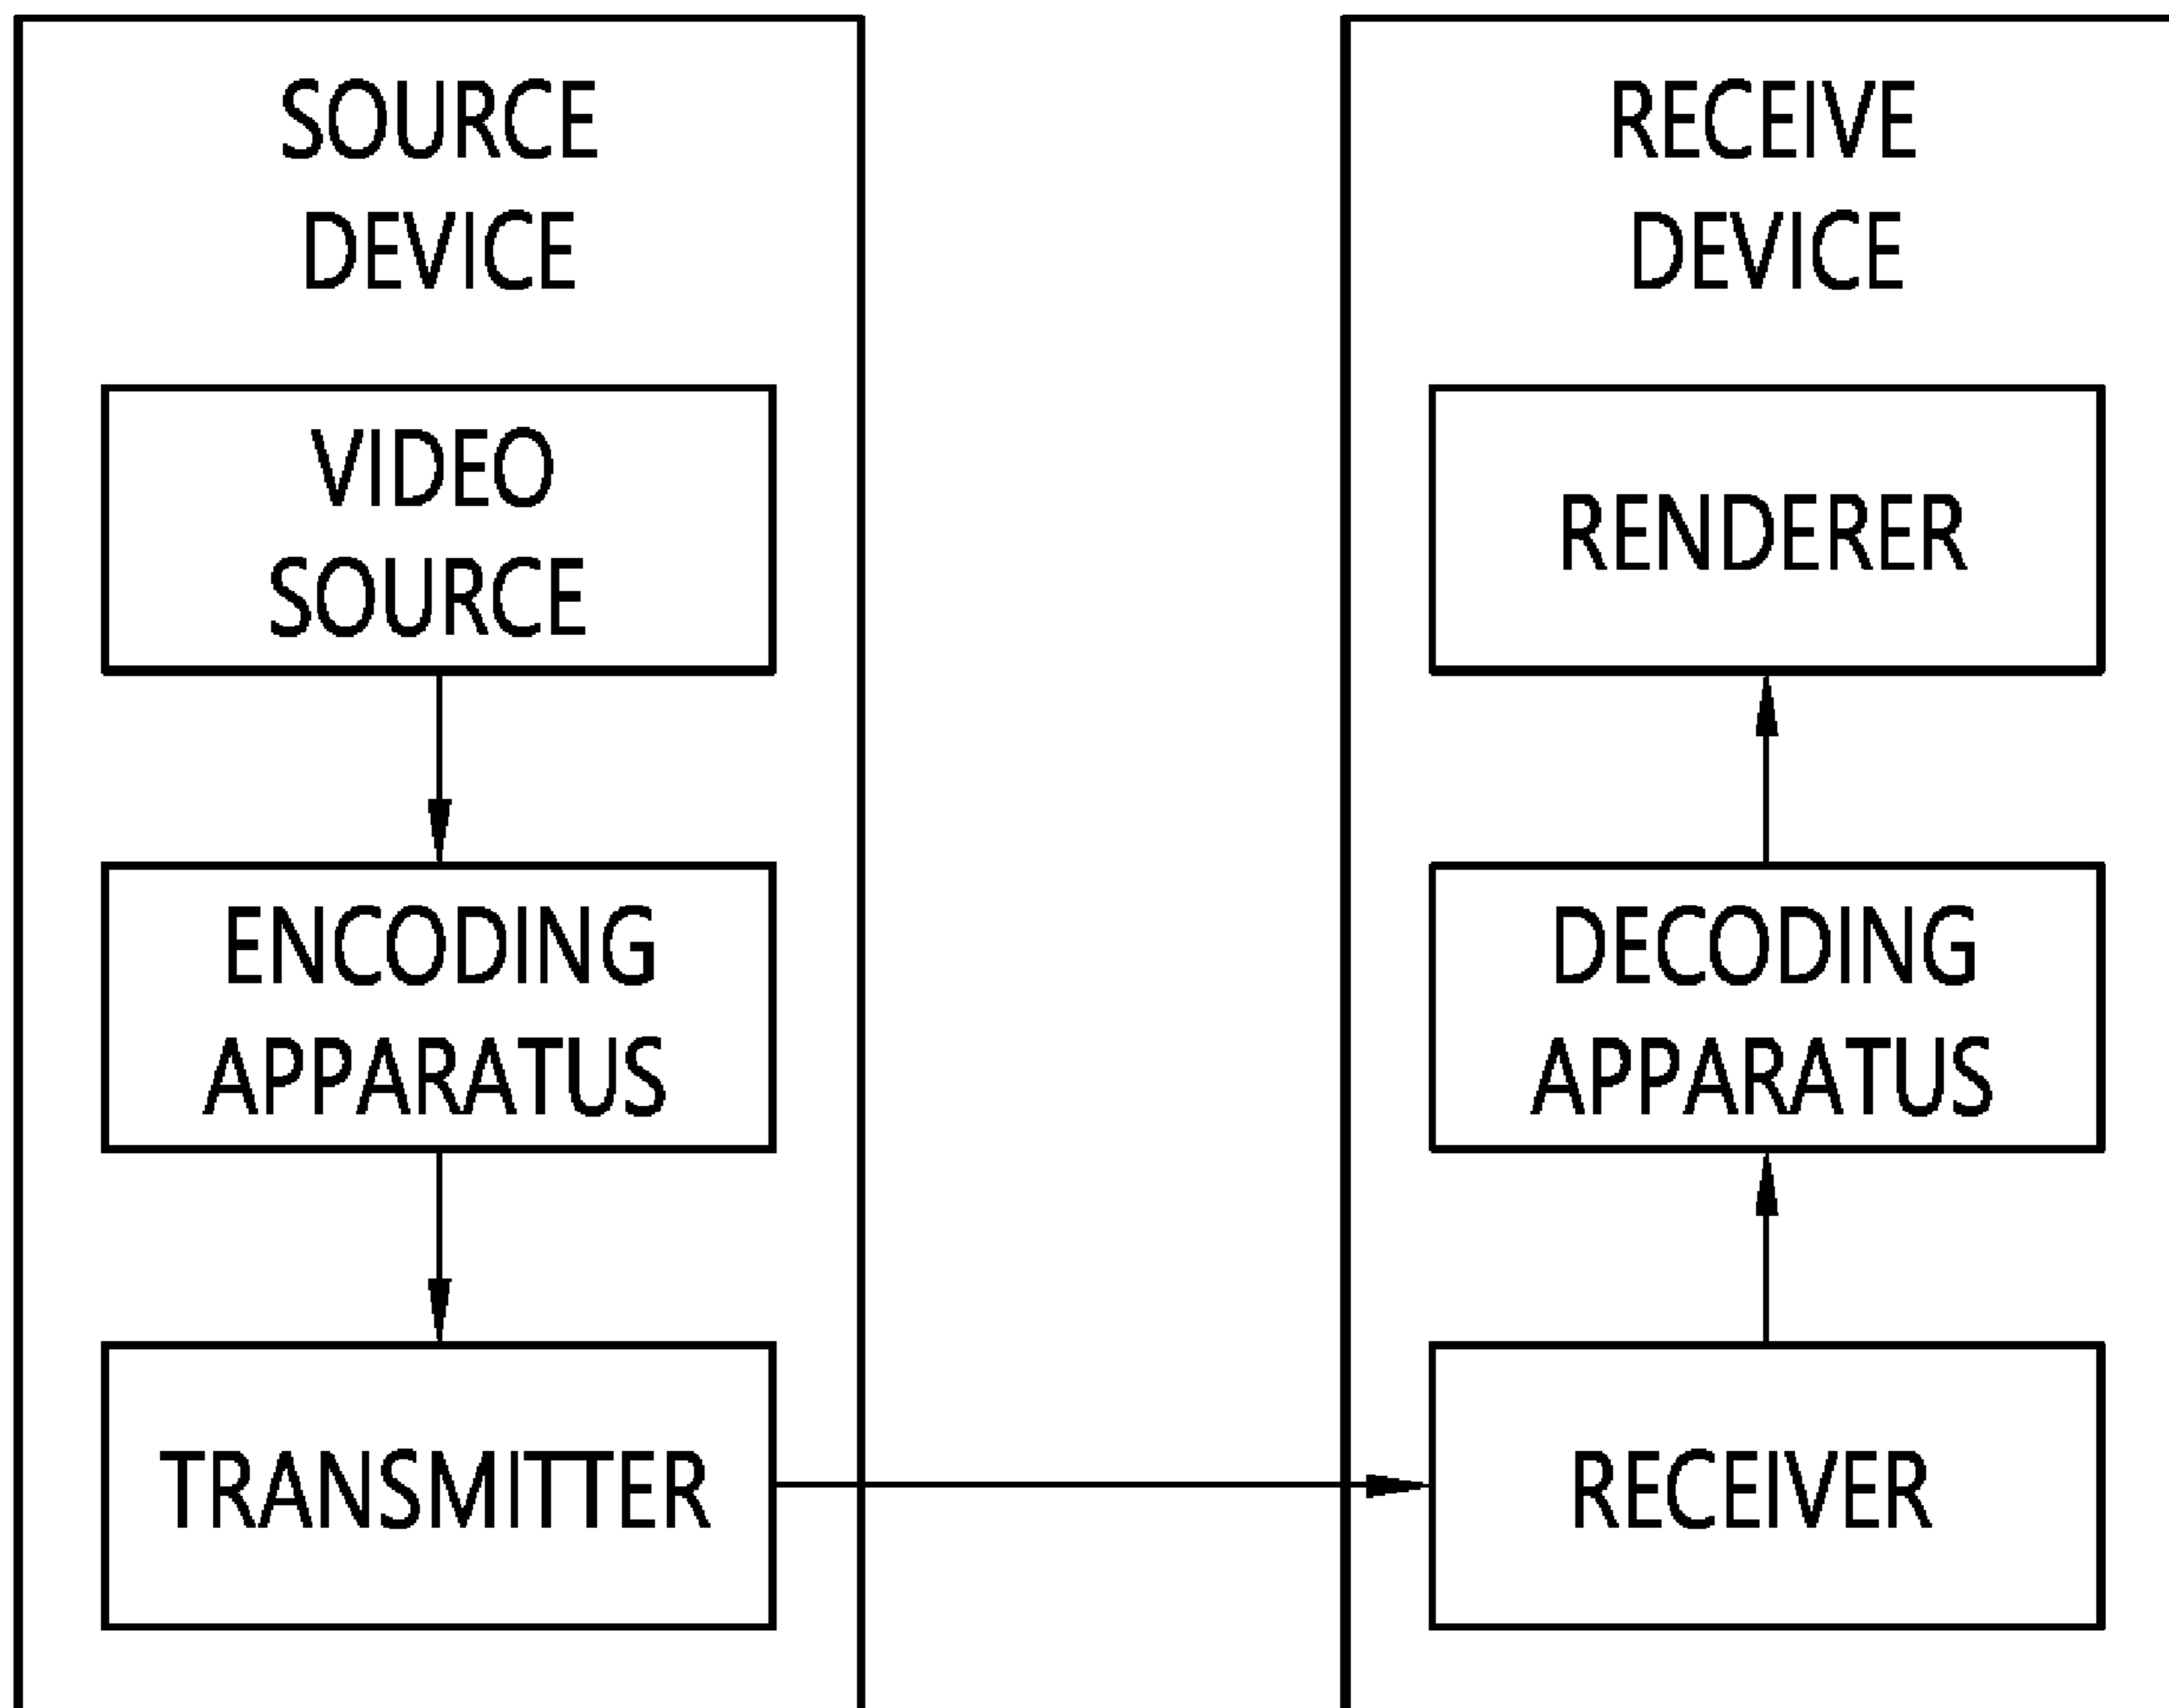 SOURCE
DEVICE
VIDEO
SOURCE
ENCODING
APPARATUS
TRANSMITTER
RECEIVE
DEVICE
RENDERER
DECODING
APPARATUS
RECEIVER